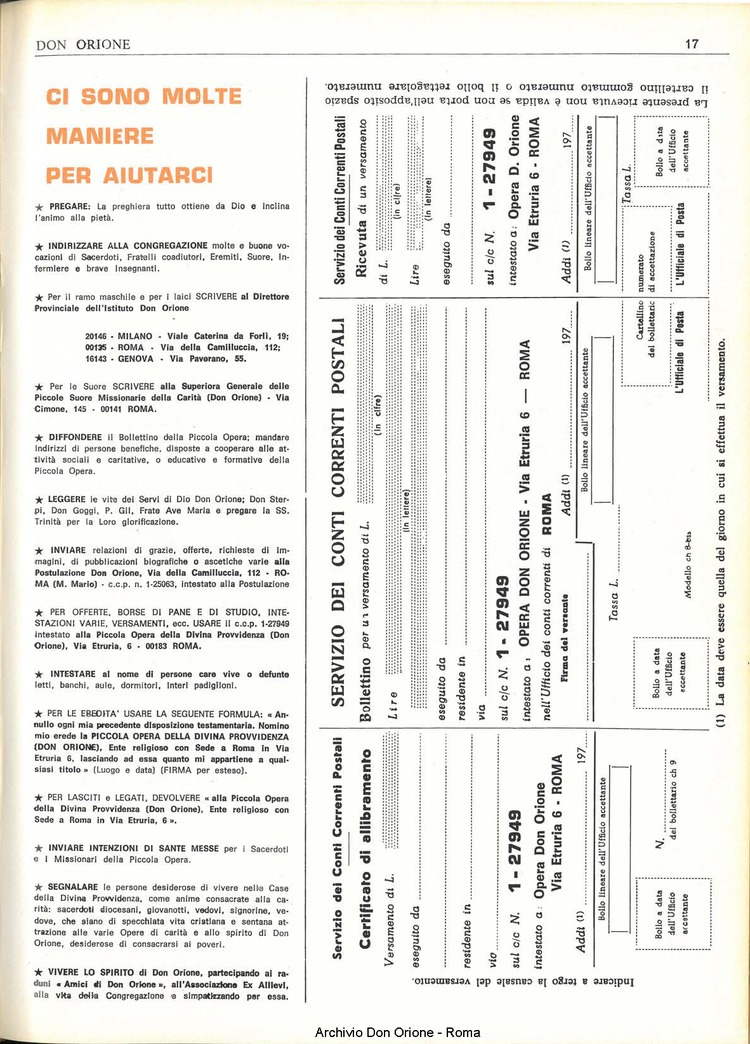 DON ORIONE
17
CI SONO MOLTE
MANIERE
PER AIUTARCI
★ PREGARE: La preghiera tutto ottiene da Dio e inclina
l'animo alla pietà.
★ INDIRIZZARE ALLA CONGREGAZIONE molte e buone vo-
cazioni di Sacerdoti, Fratelli coadiutori, Eremiti, Suore, In-
fermiere e brave Insegnanti.
★ Per il ramo maschile e per i laici SCRIVERE al Direttore
Provinciale dell'Istituto Don Orione
20146 - MILANO - Viale Caterina da Forlì, 19;
00135 - ROMA - Via della Camilluccia, 112;
16143 - GENOVA - Via Paverano, 55.
★ Per le Suore SCRIVERE alla Superiora Generale delle
Piccole Suore Missionarie della Carità (Don Orione) - Via
Cimone, 145 - 00141 ROMA.
★ DIFFONDERE il Bollettino della Piccola Opera; mandare
indirizzi di persone benefiche, disposte a cooperare alle at-
tività sociali e caritative, o educative e formative della
Piccola Opera.
★ LEGGERE le vite dei Servi di Dio Don Orione; Don Ster-
pi, Don Goggi, P. Gil, Frate Ave Maria e pregare la SS.
Trinità per la Loro glorificazione.
★ INVIARE relazioni di grazie, offerte, richieste di im-
magini, di pubblicazioni biografiche o ascetiche varie alla
Postulazione Don Orione, Via della Camilluccia, 112 - RO-
MA (M. Mario) - c.c.p. n. 1-25063, intestato alla Postulazione
★ PER OFFERTE, BORSE DI PANE E DI STUDIO, INTE-
STAZIONI VARIE, VERSAMENTI, ecc. USARE il c.c.p. 1-27949
intestato alla Piccola Opera della Divina Provvidenza (Don
Orione), Via Etruria, 6 - 00183 ROMA.
★ INTESTARE al nome di persone care vive o defunte
letti, banchi, aule, dormitori, interi padiglioni.
★ PER LE EREDITA' USARE LA SEGUENTE FORMULA: « An-
nullo ogni mia precedente disposizione testamentaria. Nomino
mio erede la PICCOLA OPERA DELLA DIVINA PROVVIDENZA
(DON ORIONE), Ente religioso con Sede a Roma in Via
Etruria 6, lasciando ad essa quanto mi appartiene a qual-
siasi titolo » (Luogo e data) (FIRMA per esteso).
★ PER LASCITI e LEGATI, DEVOLVERE « alla Piccola Opera
della Divina Provvidenza (Don Orione), Ente religioso con
Sede a Roma in Via Etruria, 6 ».
★ INVIARE INTENZIONI DI SANTE MESSE per i Sacerdoti
e i Missionari della Piccola Opera.
★ SEGNALARE le persone desiderose di vivere nelle Case
della Divina Provvidenza, come anime consacrate alla ca-
rità: sacerdoti diocesani, giovanotti, vedovi, signorine, ve-
dove, che siano di specchiata vita cristiana e sentana at-
trazione alle varie Opere di carità e allo spirito di Don
Orione, desiderose di consacrarsi ai poveri.
★ VIVERE LO SPIRITO di Don Orione, partecipando ai ra-
duni « Amici di Don Orione », all'Associazione Ex Allievi,
alla vita della Congregazione e simpatizzando per essa.
Servizio dei Conti Correnti Postali
Certificato di allibramento
Versamento di L.
eseguito da
residente in
via
sul c/c N. 1-27949
intestato a: Opera Don Orione
Via Etruria 6 - ROMA
Addì (1) 197
Bollo lineare dell'Ufficio accettante
Bollo a data
dell'Ufficio
accettante
N.
del bollettario ch 9
Indicare a tergo la causale del versamento.
SERVIZIO DEI CONTI CORRENTI POSTALI
Bollettino per un versamento di L.
(in cifre)
Lire
(in lettere)
eseguito da
residente in
via
sul c/c N. 1-27949
intestato a: OPERA DON ORIONE - Via Etruria 6 — ROMA
nell'Ufficio dei conti correnti di ROMA
Firma del versante
Addì (1) 197
Bollo lineare dell'Ufficio accettante
Tassa L.
Bollo a data
dell'Ufficio
accettante
Modello ch 8-bis
Cartellino
del bollettario
L'Ufficiale di Posta
(1) La data deve essere quella del giorno in cui si effettua il versamento.
Servizio dei Conti Correnti Postali
Ricevuta di un versamento
di L.
(in cifre)
Lire
(in lettere)
eseguito da
sul c/c N. 1-27949
intestato a: Opera D. Orione
Via Etruria 6 - ROMA
Addì (1) 197
Bollo lineare dell'Ufficio accettante
Tassa L.
numerato
di accettazione
L'Ufficiale di Posta
Bollo a data
dell'Ufficio
accettante
La presente ricevuta non è valida se non porta nell'apposito spazio
il cartellino gommato numerato o il bollo rettangolare numerato.
Archivio Don Orione - Roma